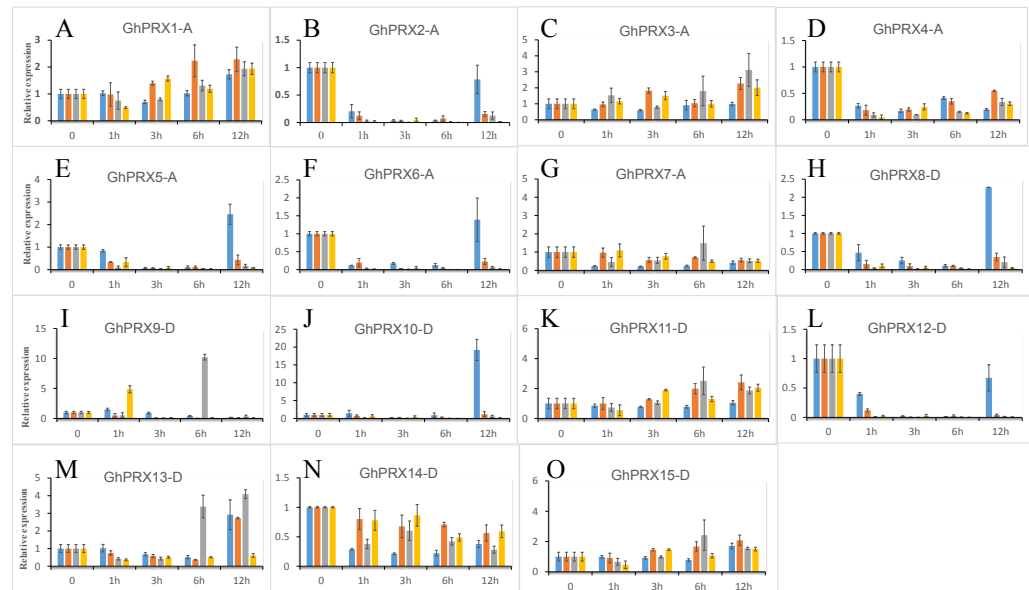 A GhPRX1-A
Relative expression
3
2
1
0
0 1h 3h 6h 12h
B GhPRX2-A
1.5
1
0.5
0
0 1h 3h 6h 12h
C GhPRX3-A
5
4
3
2
1
0
0 1h 3h 6h 12h
D GhPRX4-A
1.5
1
0.5
0
0 1h 3h 6h 12h
E GhPRX5-A
Relative expression
4
3
2
1
0
0 1h 3h 6h 12h
F GhPRX6-A
2.5
2
1.5
1
0.5
0
0 1h 3h 6h 12h
G GhPRX7-A
5
4
3
2
1
0
0 1h 3h 6h 12h
H GhPRX8-D
2.5
2
1.5
1
0.5
0
0 1h 3h 6h 12h
I GhPRX9-D
Relative expression
15
10
5
0
0 1h 3h 6h 12h
J GhPRX10-D
25
20
15
10
5
0
0 1h 3h 6h 12h
K GhPRX11-D
6
4
2
0
0 1h 3h 6h 12h
L GhPRX12-D
1.5
1
0.5
0
0 1h 3h 6h 12h
M GhPRX13-D
Relative expression
5
4
3
2
1
0
0 1h 3h 6h 12h
N GhPRX14-D
1.5
1
0.5
0
0 1h 3h 6h 12h
O GhPRX15-D
6
4
2
0
0 1h 3h 6h 12h